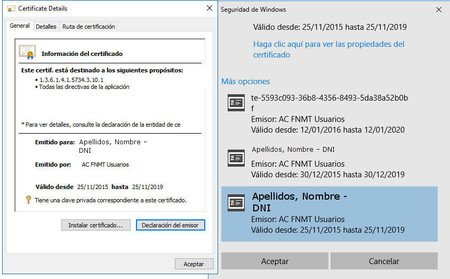 Certificate Details
General
Detalles
Ruta de certificación
Información del certificado
Este certif. está destinado a los siguientes propósitos:
• 1.3.6.1.4.1.5734.3.10.1
• Todas las directivas de la aplicación
* Para ver detalles, consulte la declaración de la entidad de ce
Emitido para: Apellidos, Nombre -
DNI
Emitido por: AC FNMT Usuarios
Válido desde 25/11/2015 hasta 25/11/2019
Tiene una clave privada correspondiente a este certificado.
Instalar certificado...
Declaración del emisor
Aceptar
Seguridad de Windows
Válido desde: 25/11/2015 hasta 25/11/2019
Haga clic aquí para ver las propiedades del
certificado
Más opciones
te-5593c093-36b8-4356-8493-5da38a52b0b
f
Emisor: AC FNMT Usuarios
Válido desde: 12/01/2016 hasta 12/01/2020
Apellidos, Nombre - DNI
Emisor: AC FNMT Usuarios
Válido desde: 30/12/2015 hasta 30/12/2019
Apellidos, Nombre -
DNI
Emisor: AC FNMT Usuarios
Válido desde: 25/11/2015 hasta 25/11/2019
Aceptar
Cancelar